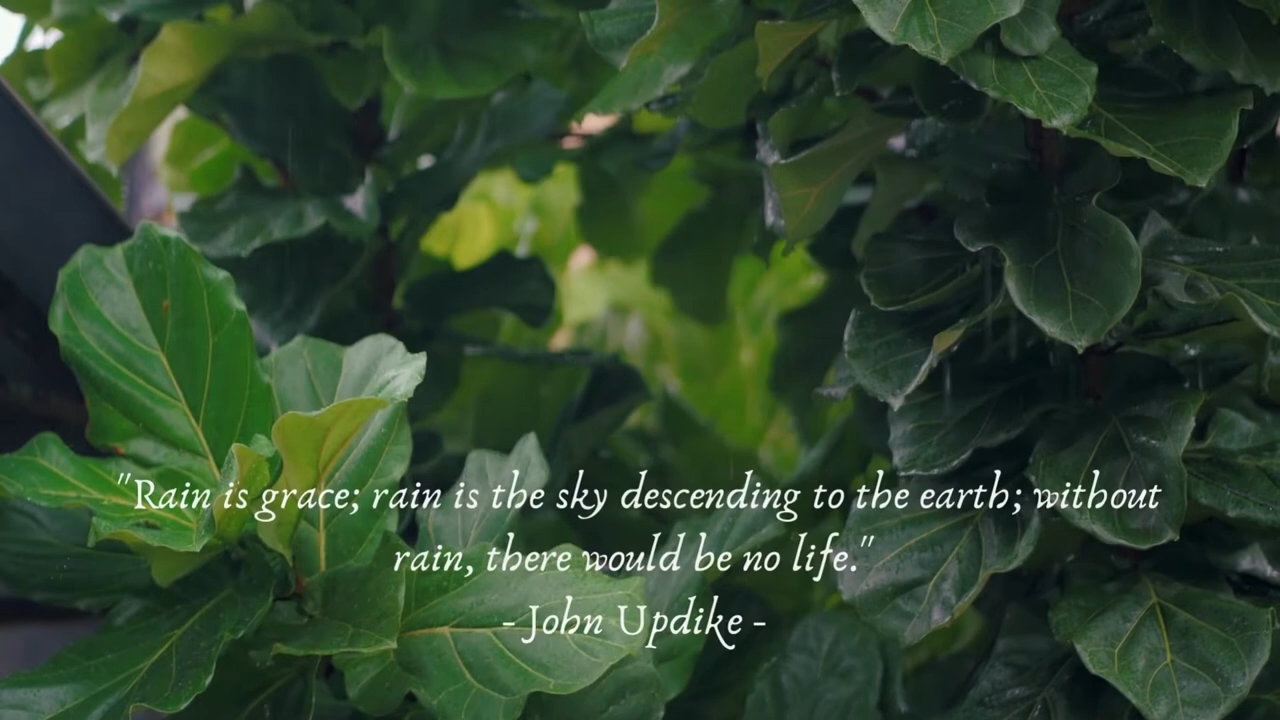 "Rain is grace; rain is the sky descending to the earth; without
rain, there would be no life."
- John Updike -